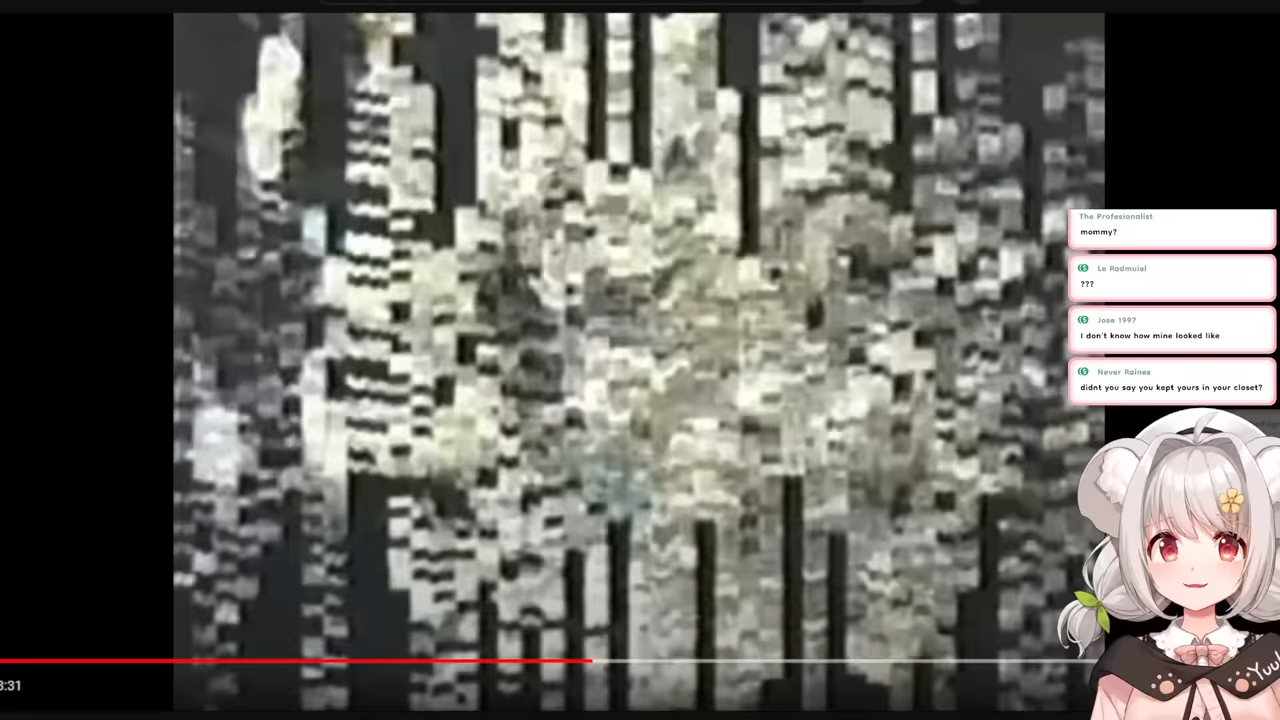 The Profesionalist
mommy?
Le Radmuiel
???
Jose 1997
I don't know how mine looked like
Never Raines
didnt you say you kept yours in your closet?
3:31